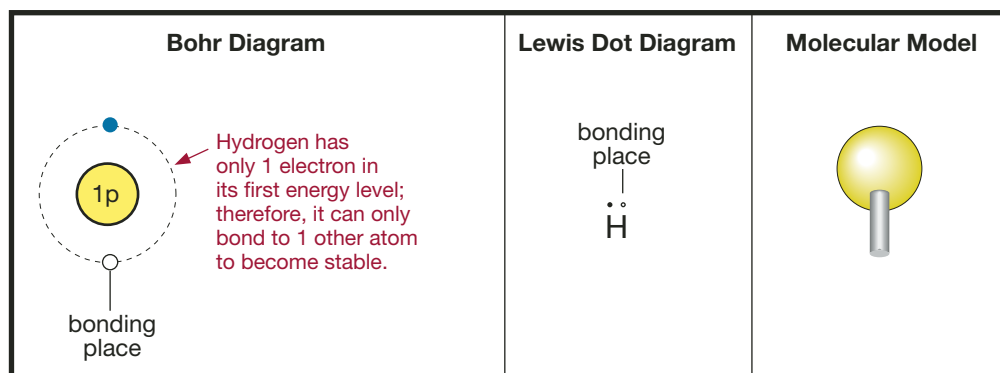 Bohr Diagram
1p
Hydrogen has
only 1 electron in
its first energy level;
therefore, it can only
bond to 1 other atom
to become stable.
bonding
place
Lewis Dot Diagram
bonding
place
H
Molecular Model